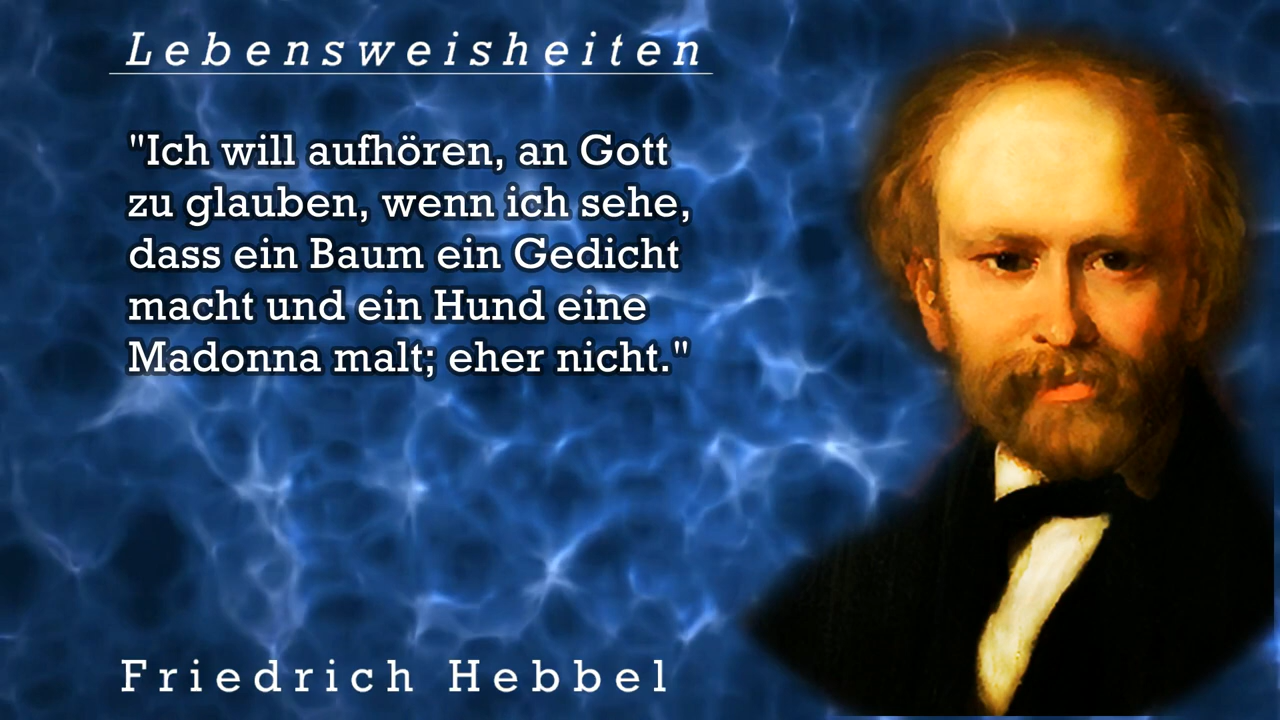 Lebensweisheiten
"Ich will aufhören, an Gott
zu glauben, wenn ich sehe,
dass ein Baum ein Gedicht
macht und ein Hund eine
Madonna malt; eher nicht."
Friedrich Hebbel